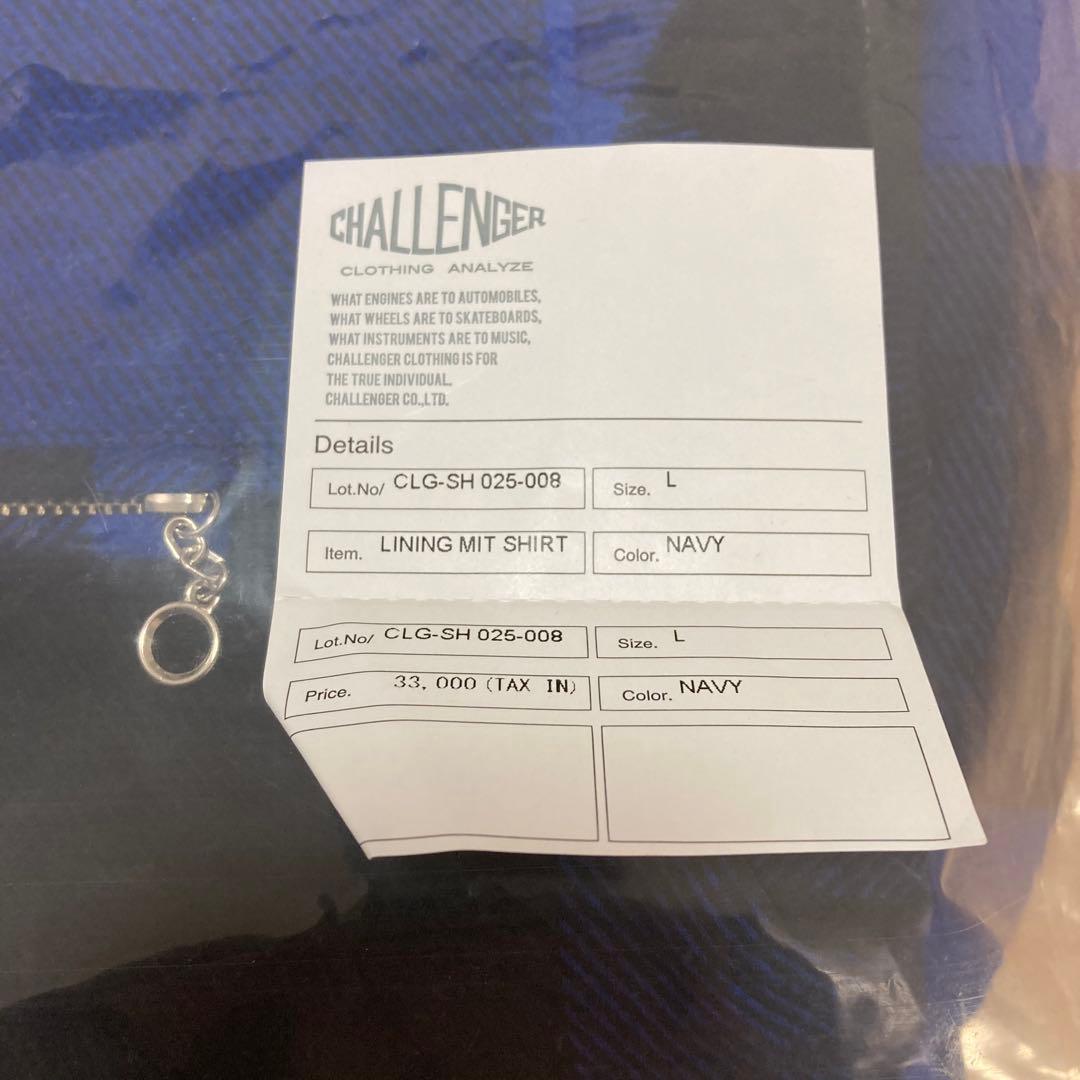 CHALLENGER
CLOTHING ANALYZE
WHAT ENGINES ARE TO AUTOMOBILES,
WHAT WHEELS ARE TO SKATEBOARDS,
WHAT INSTRUMENTS ARE TO MUSIC,
CHALLENGER CLOTHING IS FOR
THE TRUE INDIVIDUAL.
CHALLENGER CO.,LTD.
Details
Lot.No/ CLG-SH 025-008 Size. L
Item. LINING MIT SHIRT Color. NAVY
Lot.No/ CLG-SH 025-008 Size. L
Price. 33,000 (TAX IN) Color. NAVY